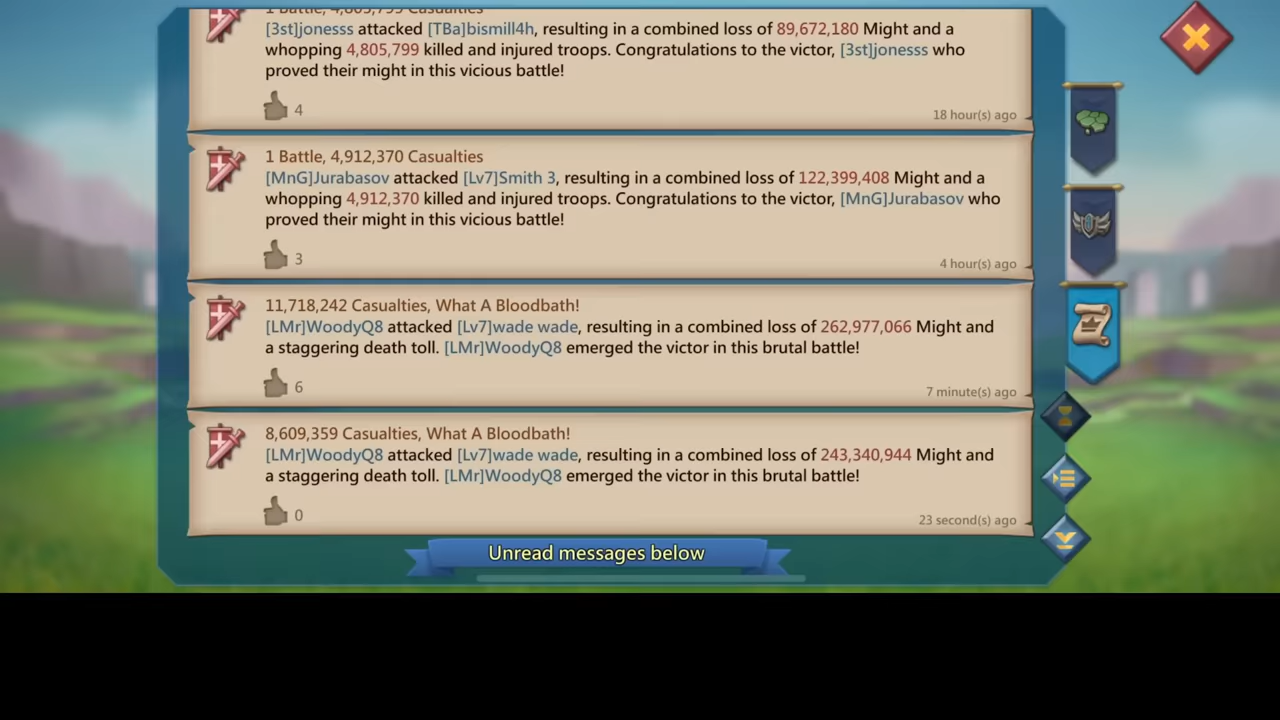 1 Battle, 4,805,799 Casualties
[3st]jonesss attacked [TBa]bismill4h, resulting in a combined loss of 89,672,180 Might and a
whopping 4,805,799 killed and injured troops. Congratulations to the victor, [3st]jonesss who
proved their might in this vicious battle!
4
18 hour(s) ago
1 Battle, 4,912,370 Casualties
[MnG]Jurabasov attacked [Lv7]Smith 3, resulting in a combined loss of 122,399,408 Might and a
whopping 4,912,370 killed and injured troops. Congratulations to the victor, [MnG]Jurabasov who
proved their might in this vicious battle!
3
4 hour(s) ago
11,718,242 Casualties, What A Bloodbath!
[LMr]WoodyQ8 attacked [Lv7]wade wade, resulting in a combined loss of 262,977,066 Might and
a staggering death toll. [LMr]WoodyQ8 emerged the victor in this brutal battle!
6
7 minute(s) ago
8,609,359 Casualties, What A Bloodbath!
[LMr]WoodyQ8 attacked [Lv7]wade wade, resulting in a combined loss of 243,340,944 Might and
a staggering death toll. [LMr]WoodyQ8 emerged the victor in this brutal battle!
0
23 second(s) ago
Unread messages below